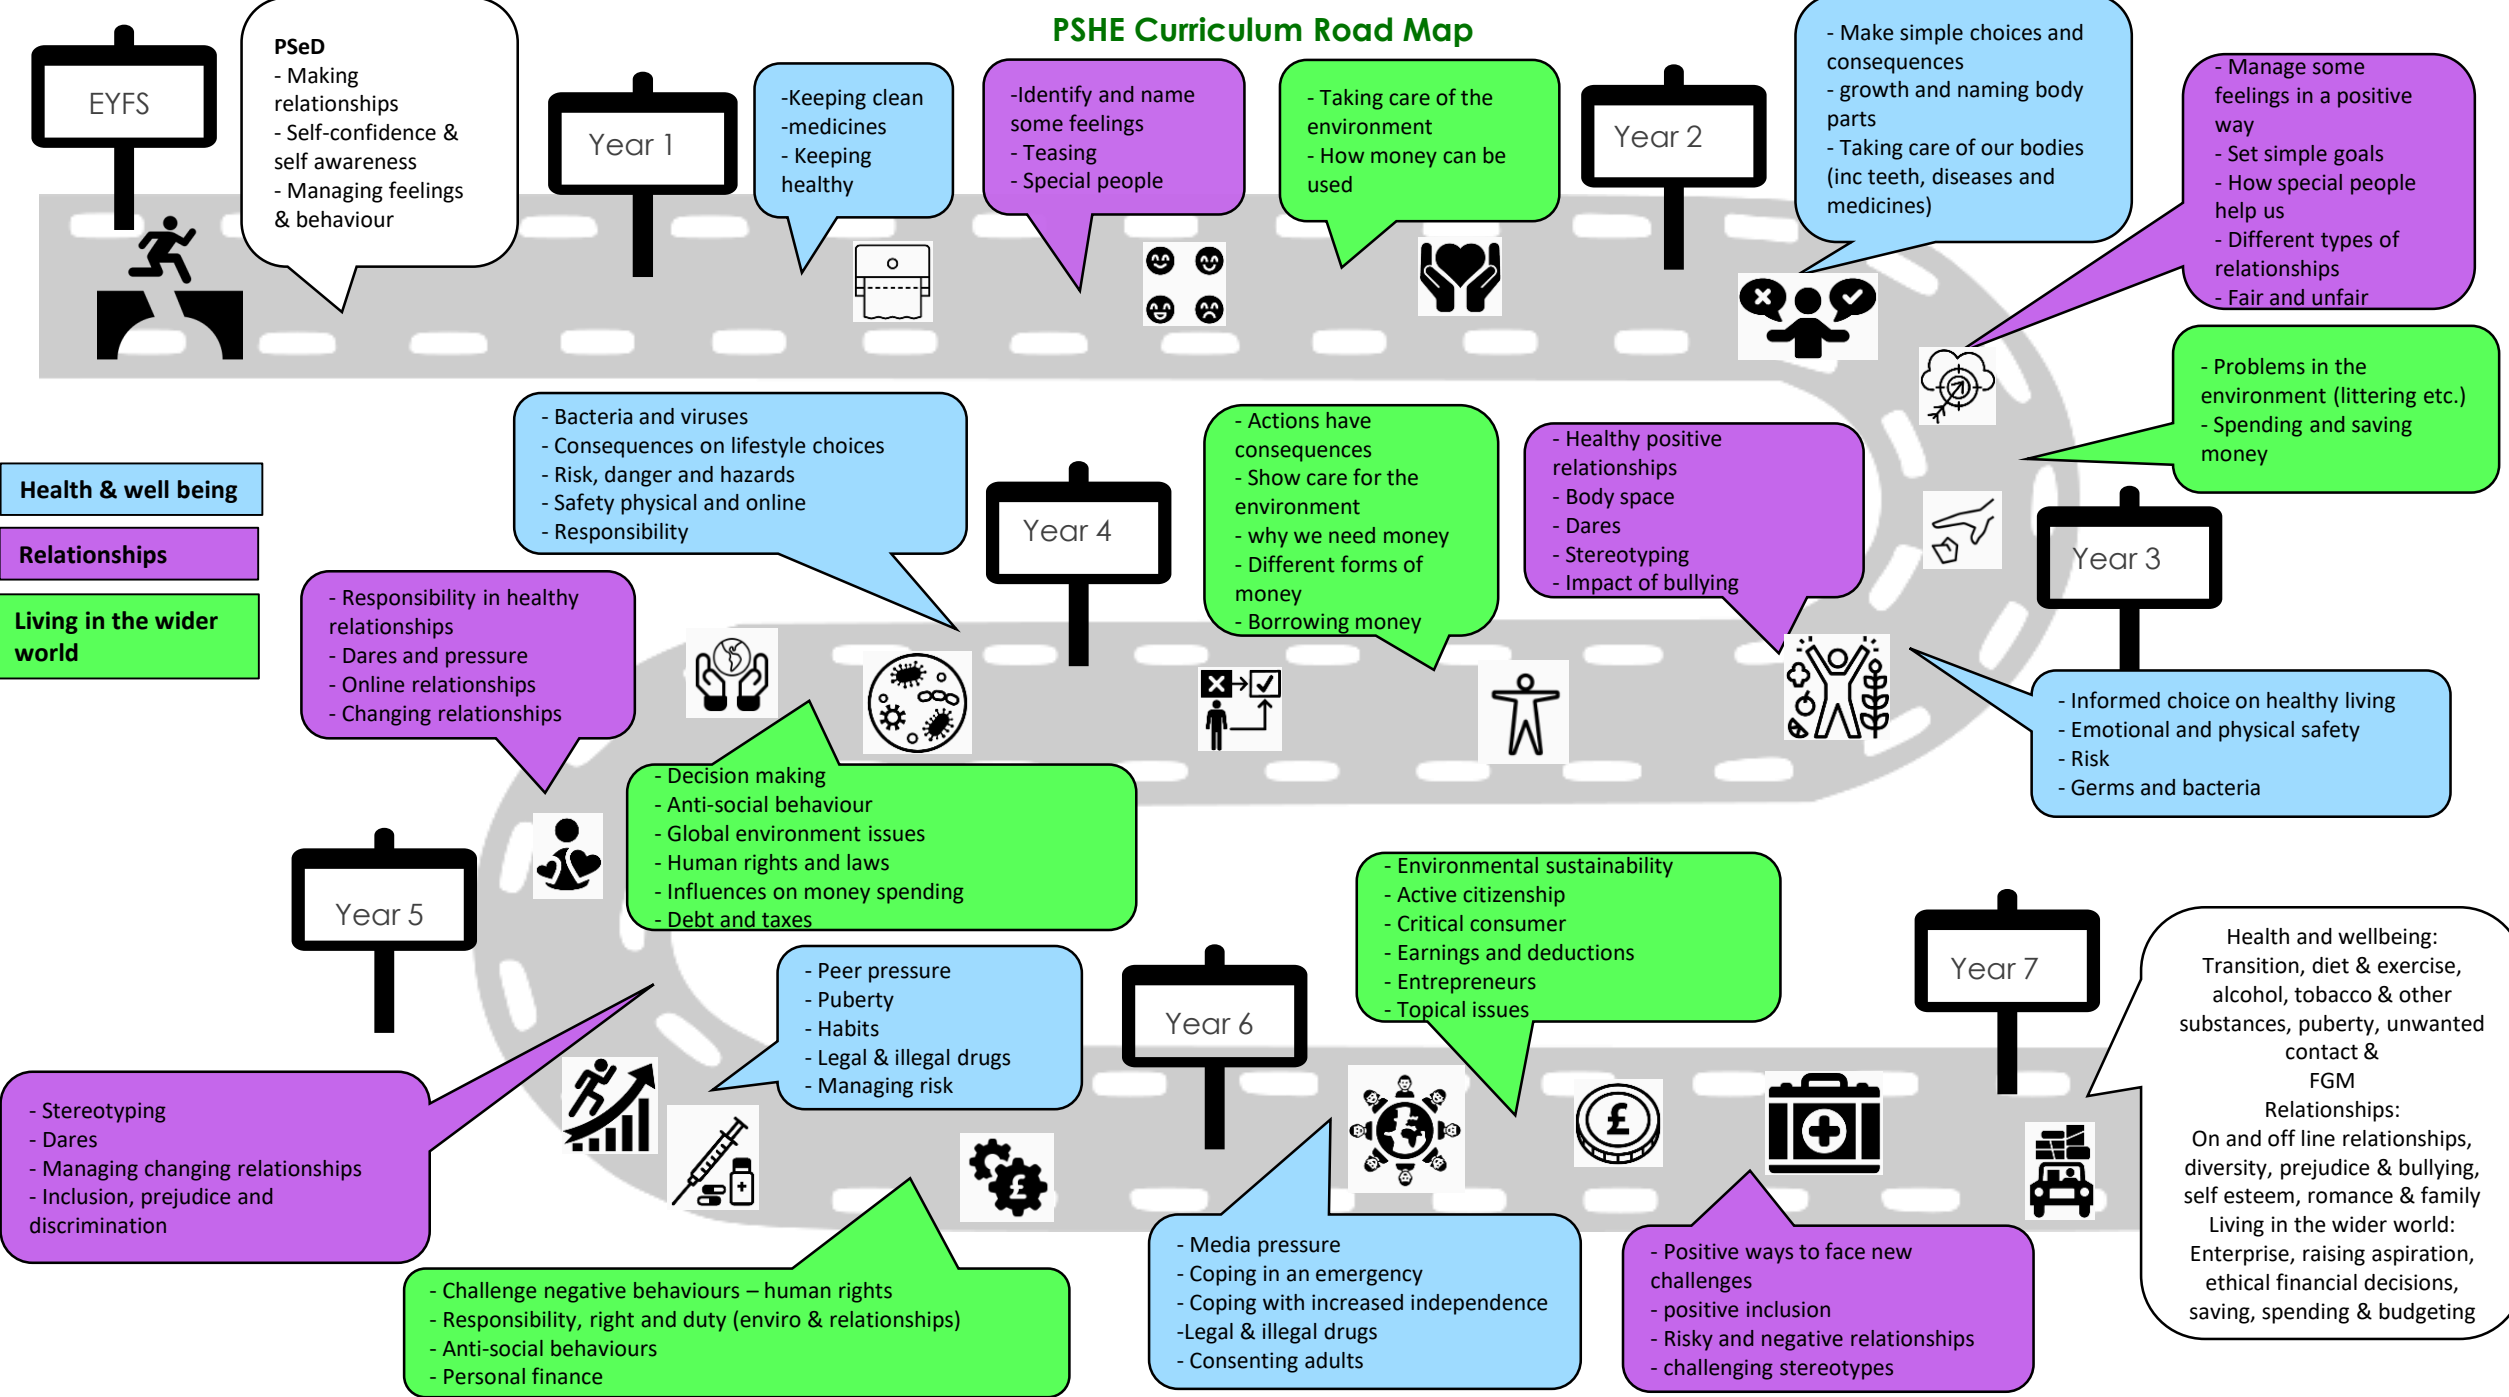 PSHE Curriculum Road Map
EYFS
PSeD
- Making
relationships
- Self-confidence &
self awareness
- Managing feelings
& behaviour
Year 1
-Keeping clean
-medicines
- Keeping
healthy
-Identify and name
some feelings
- Teasing
- Special people
- Taking care of the
environment
- How money can be
used
Year 2
- Make simple choices and
consequences
- growth and naming body
parts
- Taking care of our bodies
(inc teeth, diseases and
medicines)
- Manage some
feelings in a positive
way
- Set simple goals
- How special people
help us
- Different types of
relationships
- Fair and unfair
- Problems in the
environment (littering etc.)
- Spending and saving
money
Year 3
- Informed choice on healthy living
- Emotional and physical safety
- Risk
- Germs and bacteria
- Healthy positive
relationships
- Body space
- Dares
- Stereotyping
- Impact of bullying
- Actions have
consequences
- Show care for the
environment
- why we need money
- Different forms of
money
- Borrowing money
Year 4
- Bacteria and viruses
- Consequences on lifestyle choices
- Risk, danger and hazards
- Safety physical and online
- Responsibility
Health & well being
Relationships
Living in the wider
world
- Responsibility in healthy
relationships
- Dares and pressure
- Online relationships
- Changing relationships
- Decision making
- Anti-social behaviour
- Global environment issues
- Human rights and laws
- Influences on money spending
- Debt and taxes
Year 5
- Peer pressure
- Puberty
- Habits
- Legal & illegal drugs
- Managing risk
- Stereotyping
- Dares
- Managing changing relationships
- Inclusion, prejudice and
discrimination
- Challenge negative behaviours – human rights
- Responsibility, right and duty (enviro & relationships)
- Anti-social behaviours
- Personal finance
£
Year 6
- Environmental sustainability
- Active citizenship
- Critical consumer
- Earnings and deductions
- Entrepreneurs
- Topical issues
£
- Media pressure
- Coping in an emergency
- Coping with increased independence
-Legal & illegal drugs
- Consenting adults
- Positive ways to face new
challenges
- positive inclusion
- Risky and negative relationships
- challenging stereotypes
Year 7
Health and wellbeing:
Transition, diet & exercise,
alcohol, tobacco & other
substances, puberty, unwanted
contact &
FGM
Relationships:
On and off line relationships,
diversity, prejudice & bullying,
self esteem, romance & family
Living in the wider world:
Enterprise, raising aspiration,
ethical financial decisions,
saving, spending & budgeting